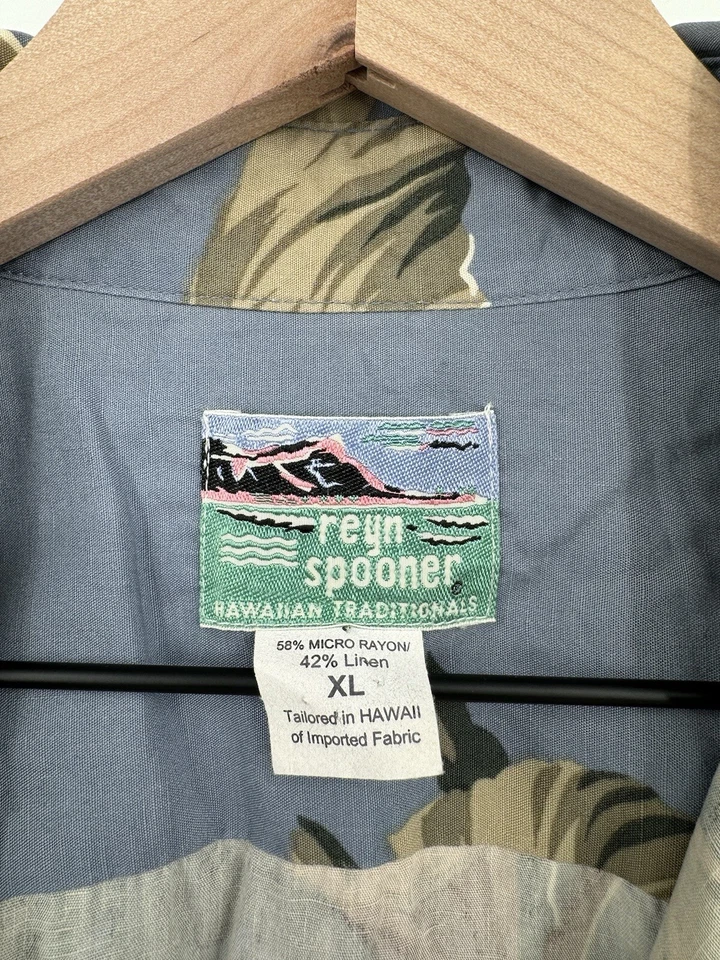 reyn
spooner®
HAWAIIAN TRADITIONALS
58% MICRO RAYON/
42% Linen
XL
Tailored in HAWAII
of Imported Fabric